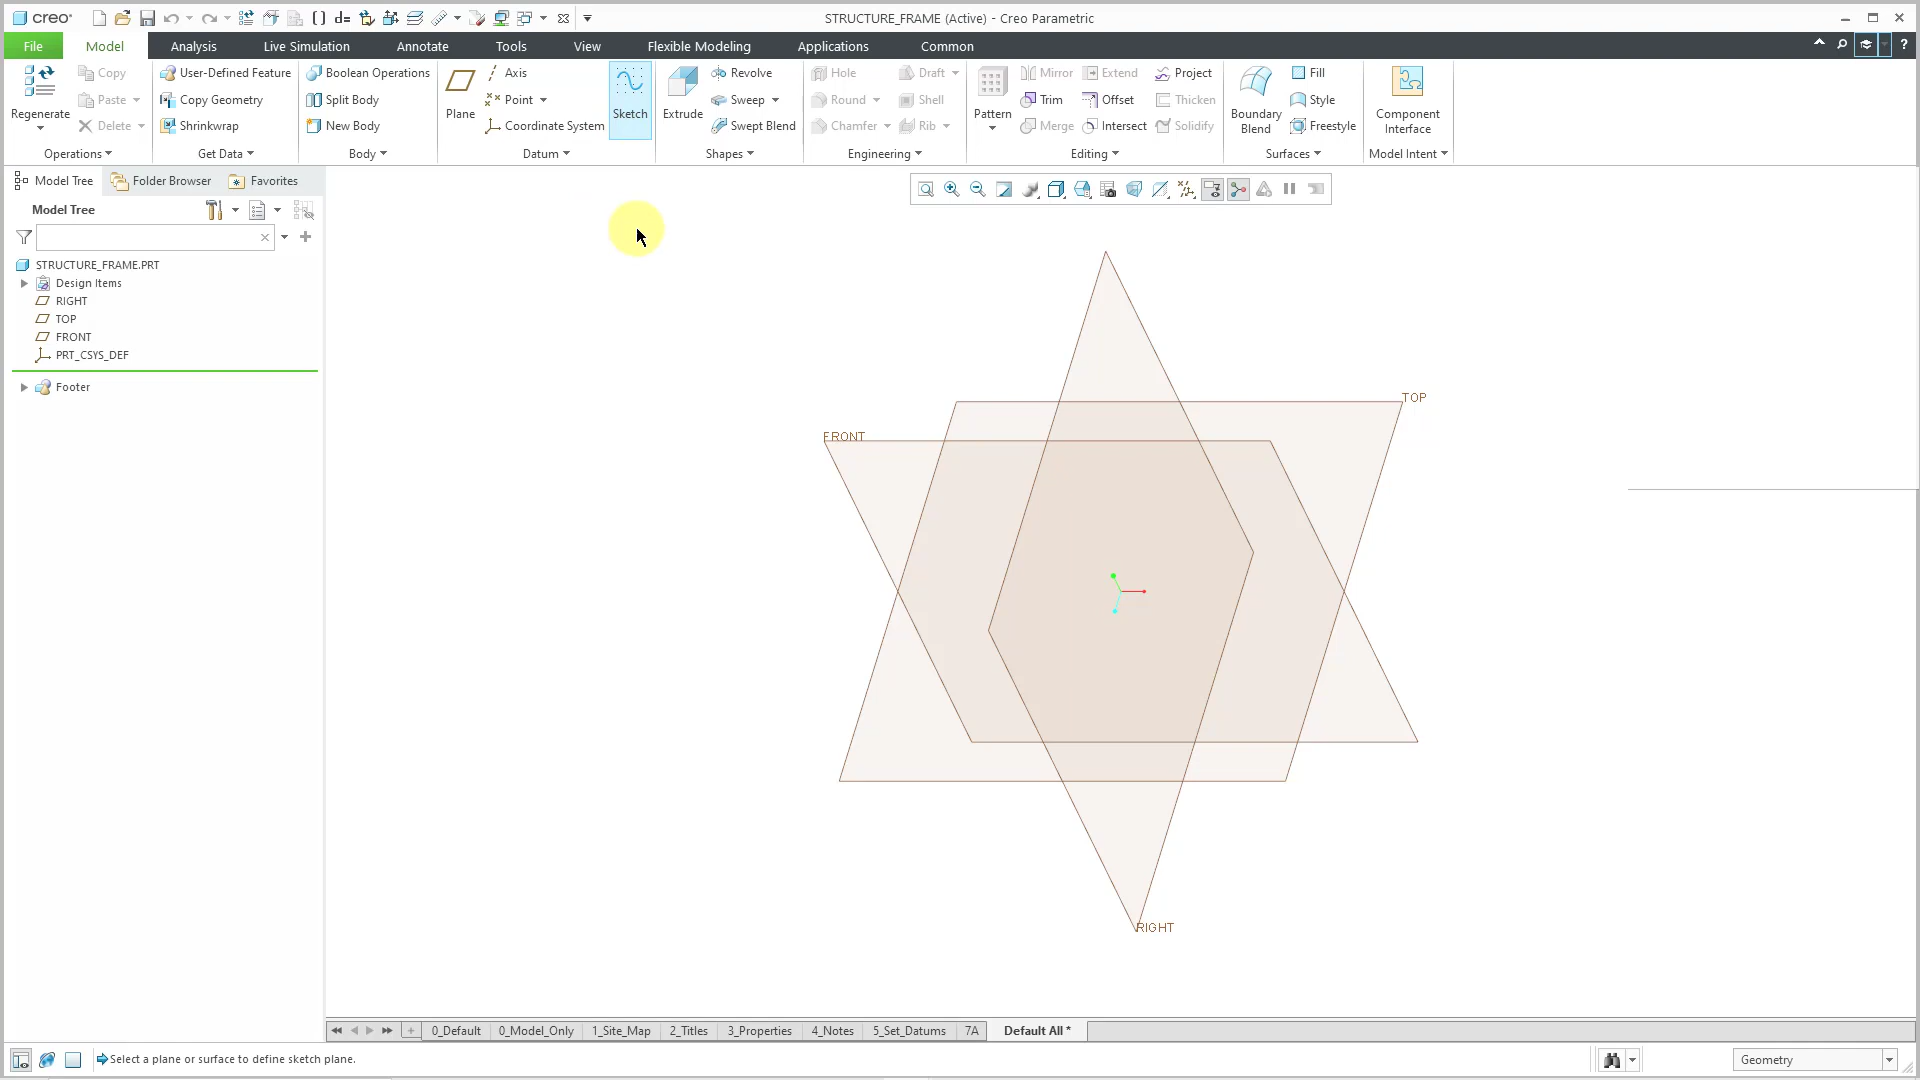 creo
STRUCTURE_FRAME (Active) - Creo Parametric
File Model Analysis Live Simulation Annotate Tools View Flexible Modeling Applications Common
Regenerate Copy Paste Delete
User-Defined Feature Copy Geometry Shrinkwrap
Boolean Operations Split Body New Body
Plane Axis Point Coordinate System Sketch
Extrude Revolve Sweep Swept Blend
Hole Round Chamfer Draft Shell Rib
Pattern Mirror Trim Merge Extend Offset Intersect Project Thicken Solidify
Boundary Blend Fill Style Freestyle
Component Interface
Operations Get Data Body Datum Shapes Engineering Editing Surfaces Model Intent
Model Tree Folder Browser Favorites
Model Tree
STRUCTURE_FRAME.PRT
Design Items
RIGHT
TOP
FRONT
PRT_CSYS_DEF
Footer
TOP
FRONT
RIGHT
0_Default 0_Model_Only 1_Site_Map 2_Titles 3_Properties 4_Notes 5_Set_Datums 7A Default All *
Select a plane or surface to define sketch plane.
Geometry